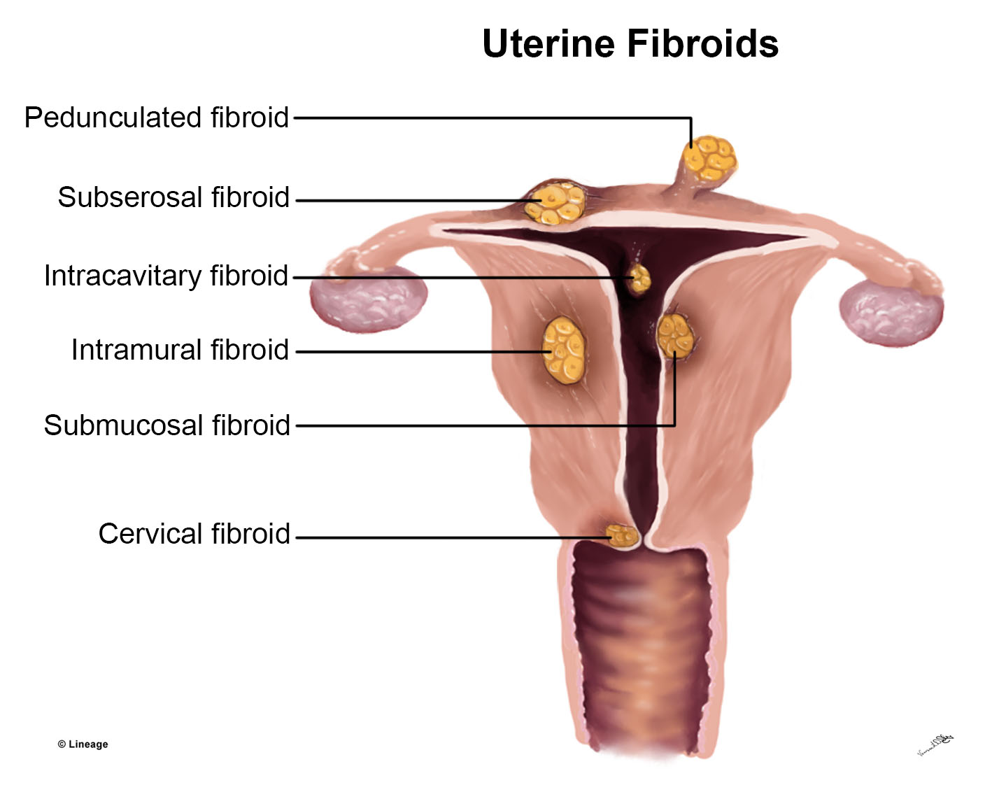 Uterine Fibroids
Pedunculated fibroid
Subserosal fibroid
Intracavitary fibroid
Intramural fibroid
Submucosal fibroid
Cervical fibroid
© Lineage